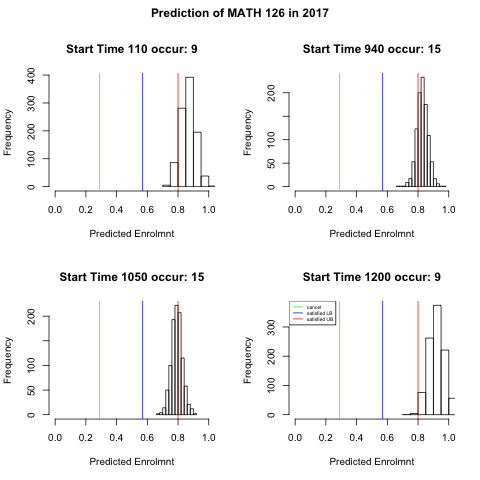 Prediction of MATH 126 in 2017
Start Time 110 occur: 9
Frequency
0 100 200 300 400
0.0 0.2 0.4 0.6 0.8 1.0
Predicted Enrolmnt
Start Time 940 occur: 15
Frequency
0 50 100 200
0.0 0.2 0.4 0.6 0.8 1.0
Predicted Enrolmnt
Start Time 1050 occur: 15
Frequency
0 50 100 200
0.0 0.2 0.4 0.6 0.8 1.0
Predicted Enrolmnt
Start Time 1200 occur: 9
cancel
satisfied LB
satisfied UB
Frequency
0 100 200 300
0.0 0.2 0.4 0.6 0.8 1.0
Predicted Enrolmnt